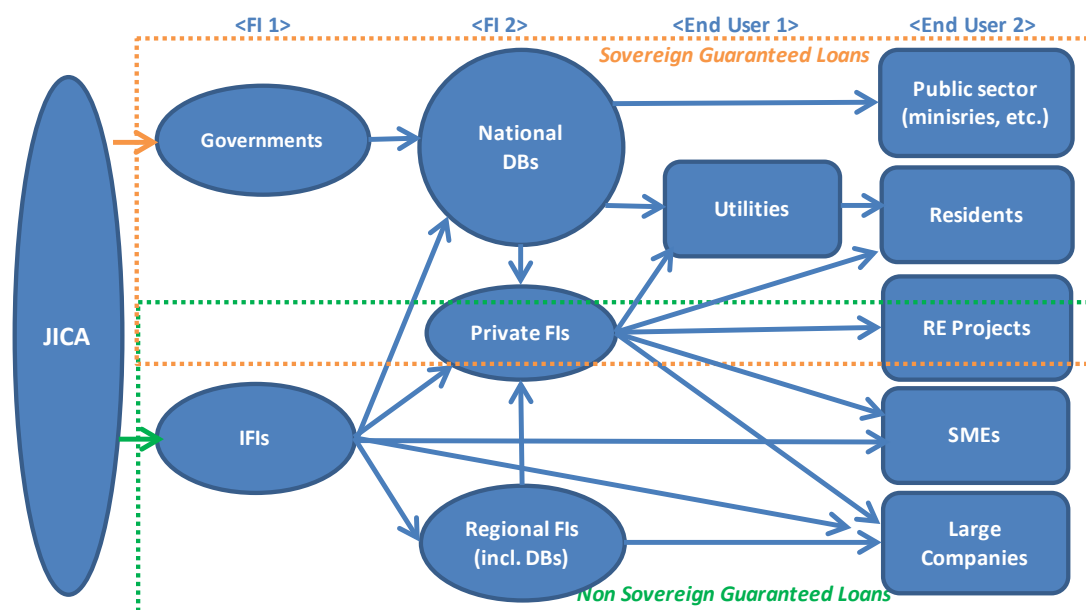 <FI 1>
<FI 2>
<End User 1>
<End User 2>
Sovereign Guaranteed Loans
Governments
National
DBs
Public sector
(minisries, etc.)
Utilities
Residents
JICA
Private FIs
RE Projects
IFIs
SMEs
Regional FIs
(incl. DBs)
Large
Companies
Non Sovereign Guaranteed Loans